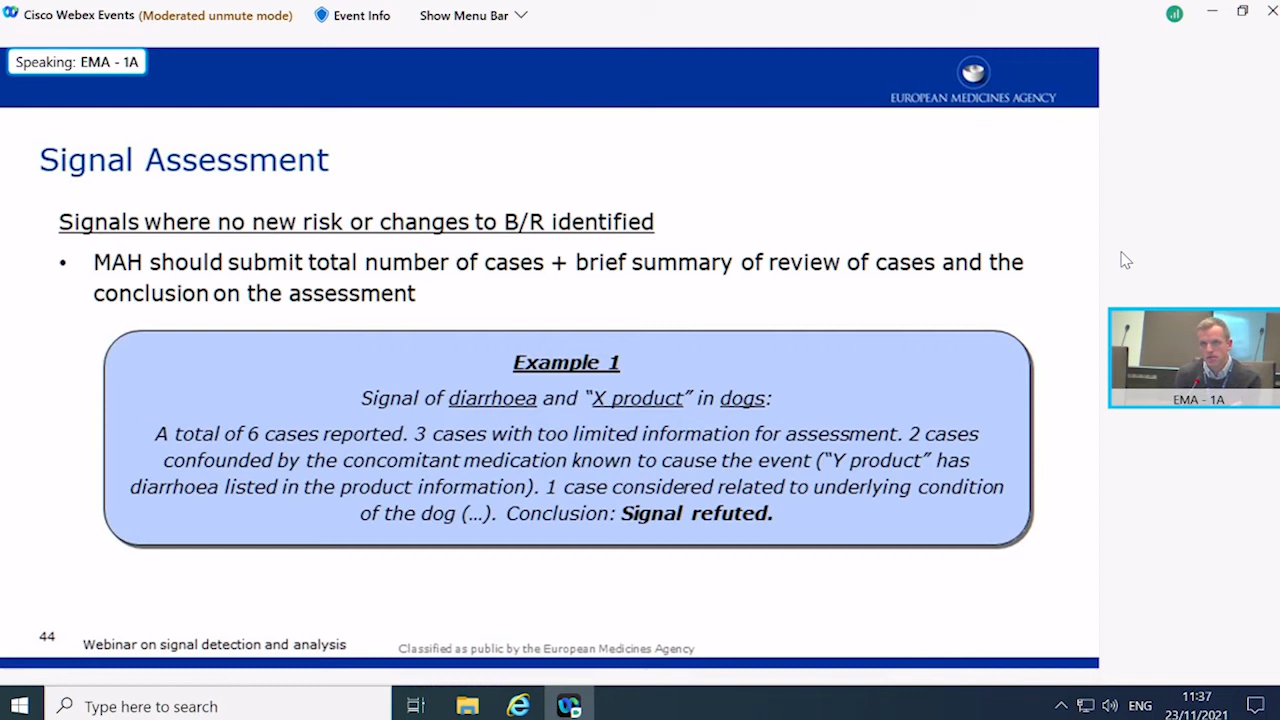 Cisco Webex Events (Moderated unmute mode) Event Info Show Menu Bar
Speaking: EMA - 1A
EUROPEAN MEDICINES AGENCY
Signal Assessment
Signals where no new risk or changes to B/R identified
• MAH should submit total number of cases + brief summary of review of cases and the
conclusion on the assessment
Example 1
Signal of diarrhoea and “X product” in dogs:
A total of 6 cases reported. 3 cases with too limited information for assessment. 2 cases
confounded by the concomitant medication known to cause the event (“Y product” has
diarrhoea listed in the product information). 1 case considered related to underlying condition
of the dog (…). Conclusion: Signal refuted.
EMA - 1A
44 Webinar on signal detection and analysis Classified as public by the European Medicines Agency
Type here to search
ENG
11:37
23/11/2021